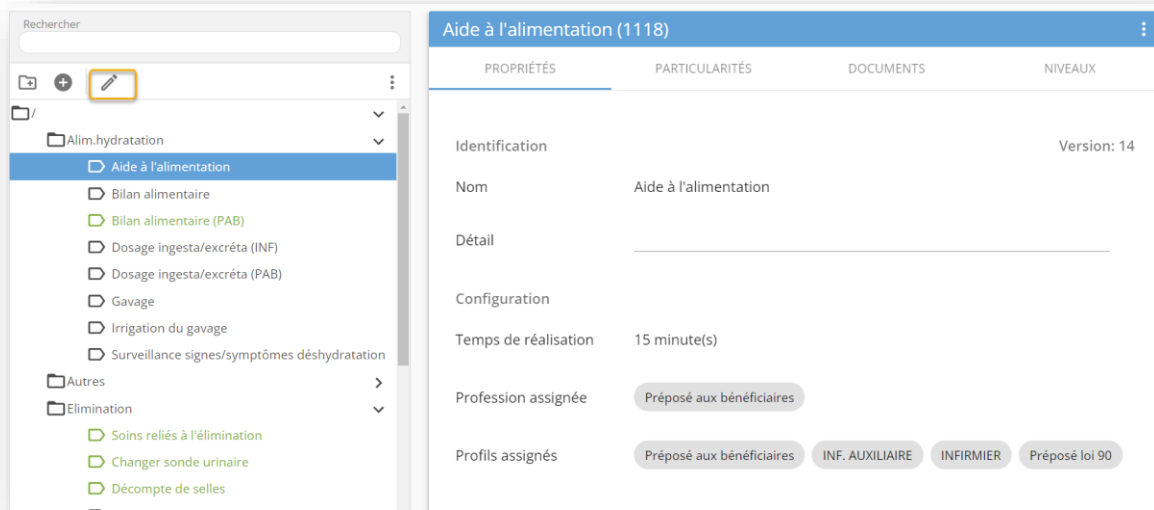 Rechercher
/
Alim.hydratation
Aide à l'alimentation
Bilan alimentaire
Bilan alimentaire (PAB)
Dosage ingesta/excréta (INF)
Dosage ingesta/excréta (PAB)
Gavage
Irrigation du gavage
Surveillance signes/symptômes déshydratation
Autres
Elimination
Soins reliés à l'élimination
Changer sonde urinaire
Décompte de selles
Aide à l'alimentation (1118)
PROPRIÉTÉS PARTICULARITÉS DOCUMENTS NIVEAUX
Identification Version: 14
Nom Aide à l'alimentation
Détail
Configuration
Temps de réalisation 15 minute(s)
Profession assignée Préposé aux bénéficiaires
Profils assignés Préposé aux bénéficiaires INF. AUXILIAIRE INFIRMIER Préposé loi 90